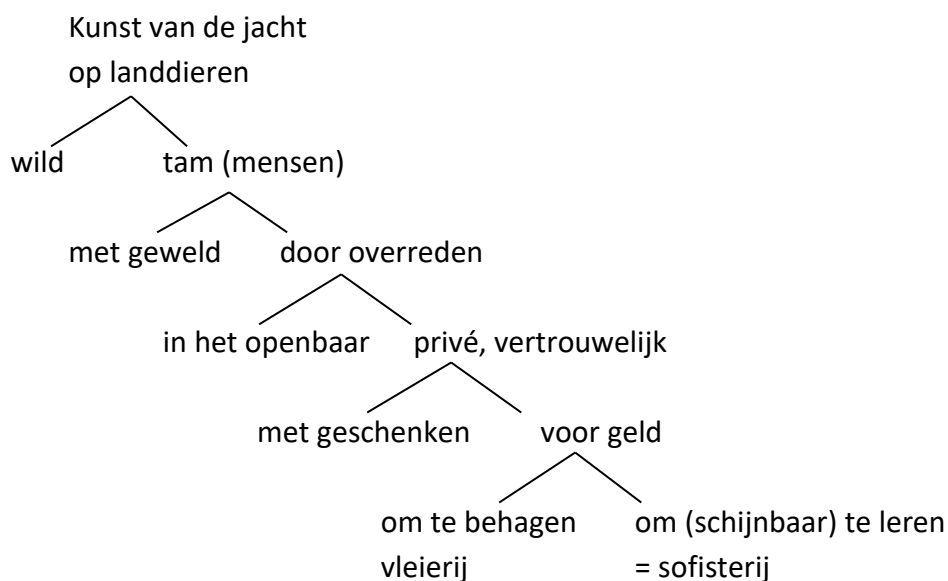 Kunst van de jacht
op landdieren
wild
tam (mensen)
met geweld
door overreden
in het openbaar
privé, vertrouwelijk
met geschenken
voor geld
om te behagen
vleierij
om (schijnbaar) te leren
= sofisterij